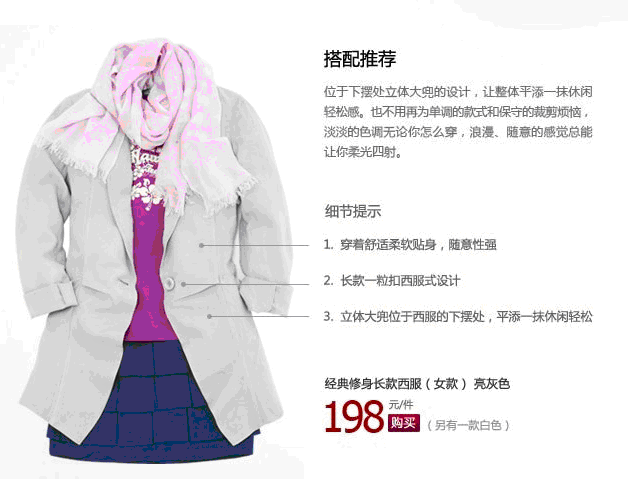 搭配推荐
位于下摆处立体大兜的设计，让整体平添一抹休闲
轻松感。也不用再为单调的款式和保守的裁剪烦恼，
淡淡的色调无论你怎么穿，浪漫、随意的感觉总能
让你柔光四射。
细节提示
1. 穿着舒适柔软贴身，随意性强
2. 长款一粒扣西服式设计
3. 立体大兜位于西服的下摆处，平添一抹休闲轻松
经典修身长款西服（女款） 亮灰色
198 元/件
购买 （另有一款白色）